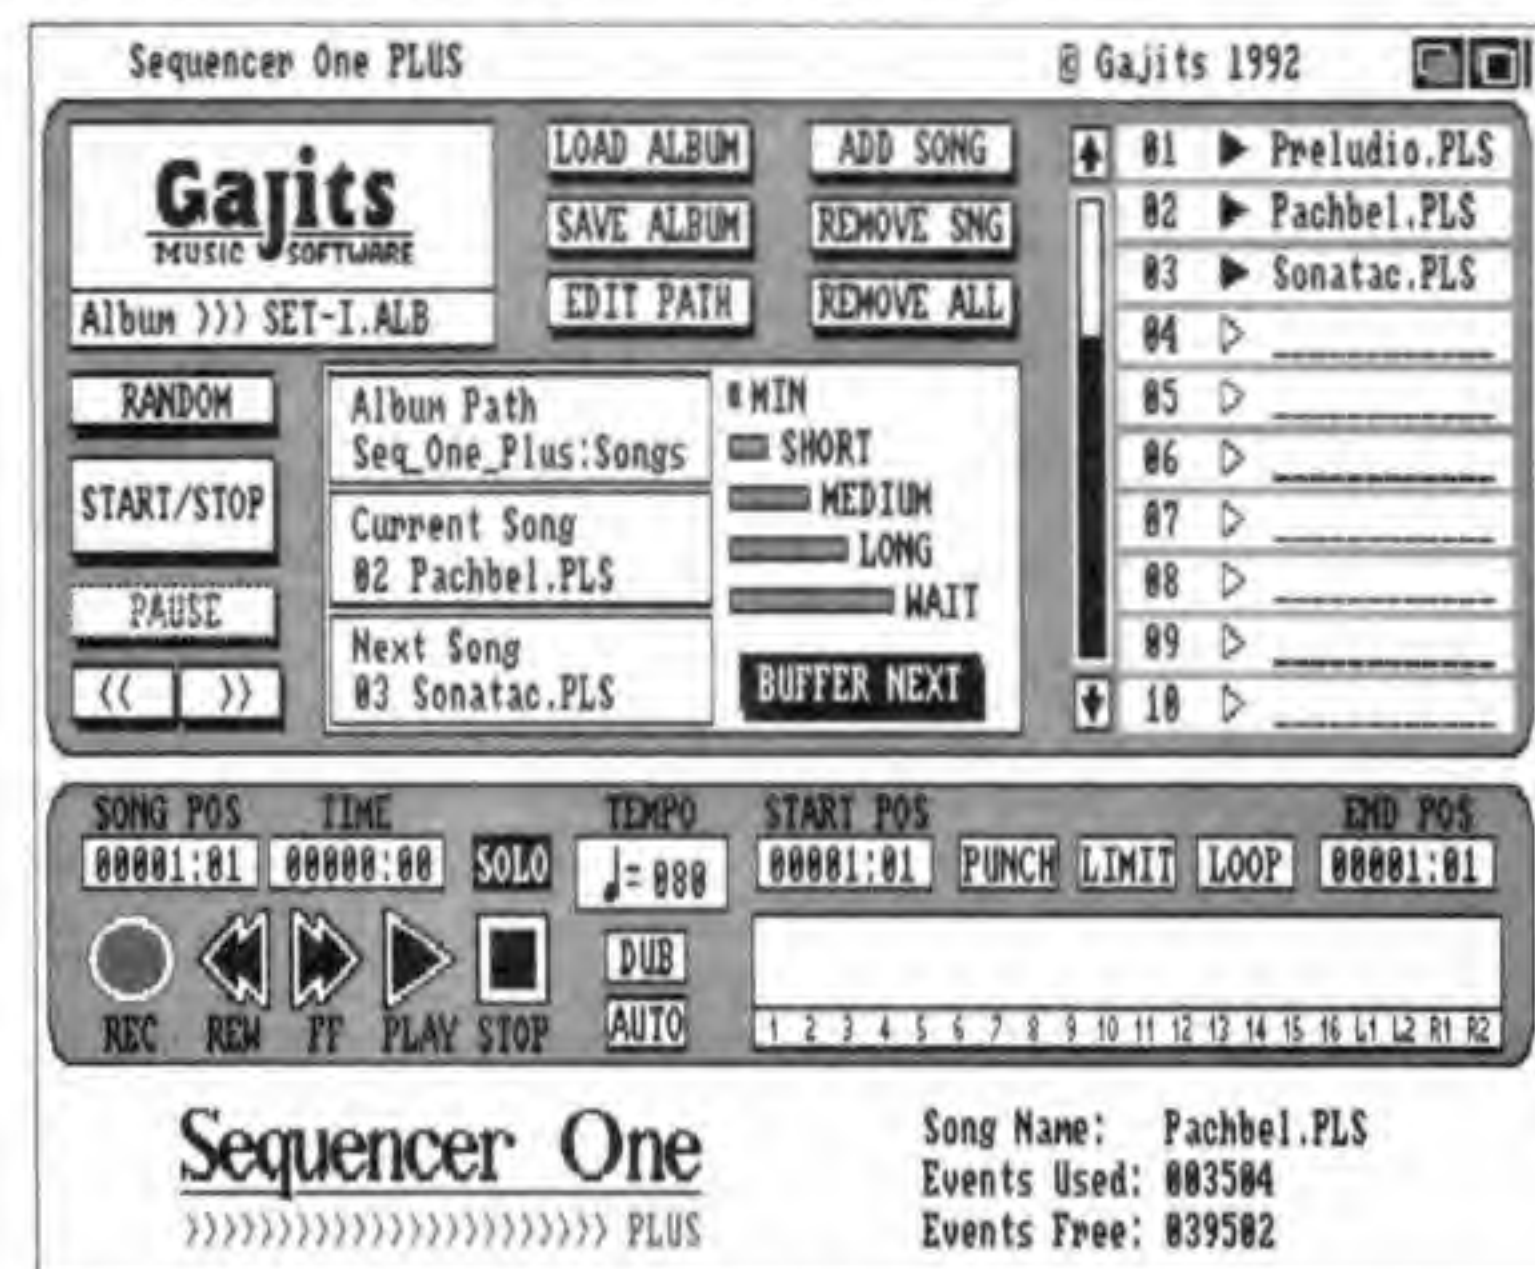 Sequencer One PLUS
© Gajits 1992
Gajits
MUSIC SOFTWARE
Album >>> SET-I.ALB
LOAD ALBUM
ADD SONG
SAVE ALBUM
REMOVE SNG
EDIT PATH
REMOVE ALL
RANDOM
START/STOP
PAUSE
<< >>
Album Path
Seq_One_Plus:Songs
Current Song
02 Pachbel.PLS
Next Song
03 Sonatac.PLS
MIN
SHORT
MEDIUM
LONG
WAIT
BUFFER NEXT
01 Preludio.PLS
02 Pachbel.PLS
03 Sonatac.PLS
04
05
06
07
08
09
10
SONG POS TIME TEMPO START POS END POS
00001:01 00000:00 SOLO = 080 00001:01 PUNCH LIMIT LOOP 00001:01
DUB
REC REW FF PLAY STOP AUTO
1 2 3 4 5 6 7 8 9 10 11 12 13 14 15 16 L1 L2 R1 R2
Sequencer One
>>>>>>>>>>>>>>>>>>>>>> PLUS
Song Name: Pachbel.PLS
Events Used: 003504
Events Free: 039502